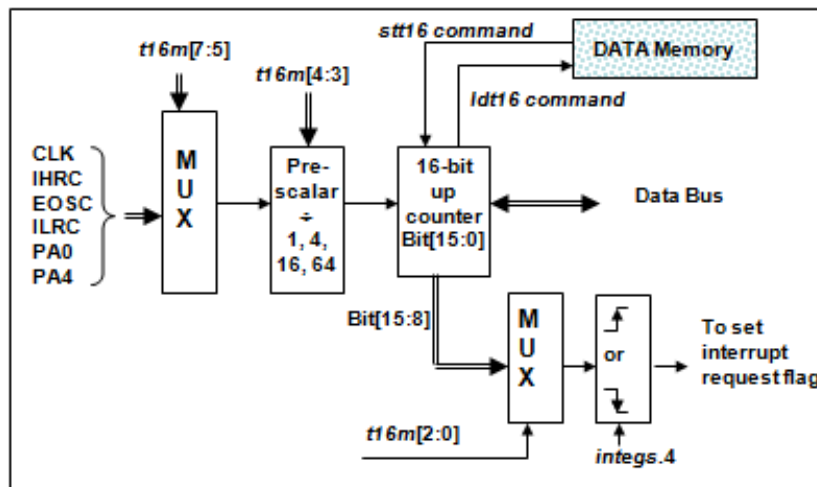 stt16 command
DATA Memory
t16m[7:5]
t16m[4:3]
ldt16 command
CLK
IHRC
EOSC
ILRC
PA0
PA4
M
U
X
Pre-
scalar
÷
1, 4,
16, 64
16-bit
up
counter
Bit[15:0]
Data Bus
Bit[15:8]
M
U
X
or
To set
interrupt
request flag
t16m[2:0]
integs.4